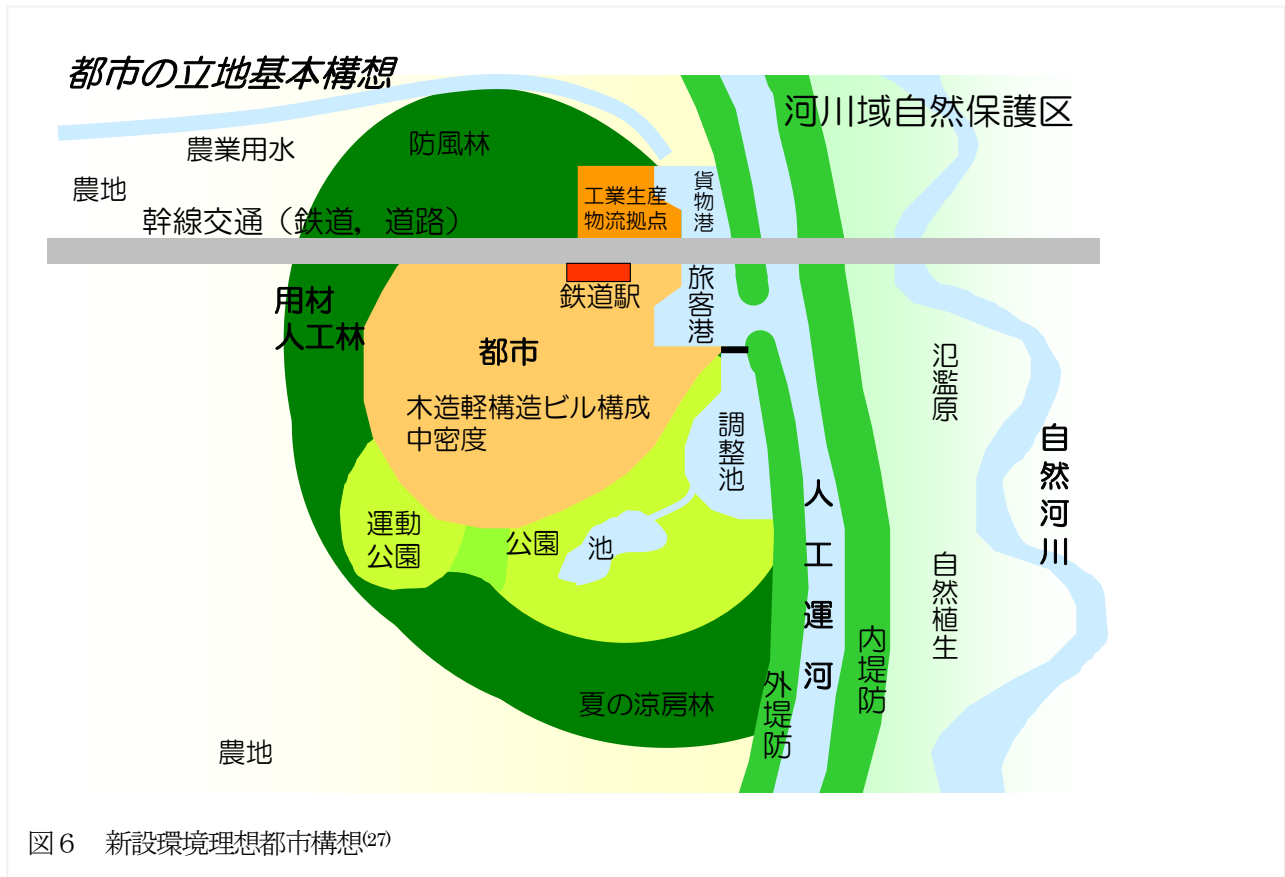 都市の立地基本構想
河川域自然保護区
農業用水
防風林
農地
工業生産
物流拠点
貨物港
幹線交通（鉄道，道路）
鉄道駅
旅客港
用材
人工林
都市
木造軽構造ビル構成
中密度
氾濫原
自然河川
調整池
人工運河
運動
公園
公園
池
自然植生
内堤防
外堤防
夏の涼房林
農地
図６　新設環境理想都市構想(27)